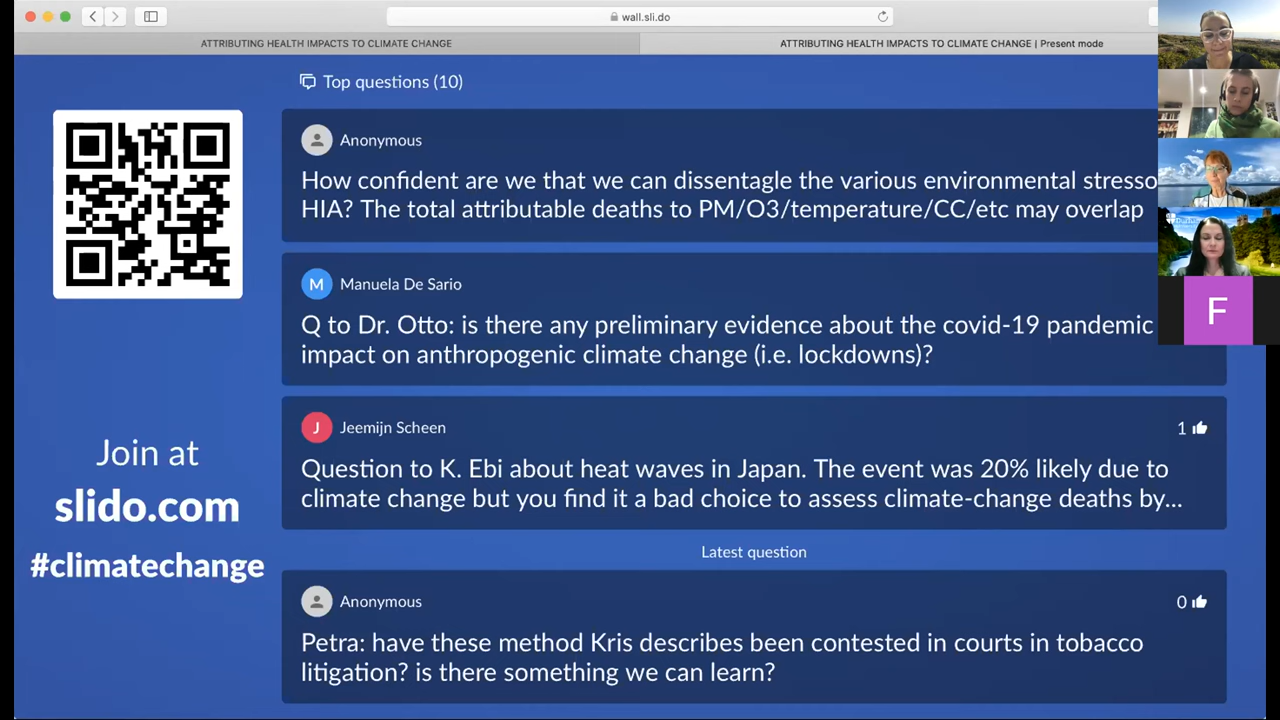 wall.sli.do
ATTRIBUTING HEALTH IMPACTS TO CLIMATE CHANGE
ATTRIBUTING HEALTH IMPACTS TO CLIMATE CHANGE | Present mode
Top questions (10)
Anonymous
How confident are we that we can dissentagle the various environmental stresso
HIA? The total attributable deaths to PM/O3/temperature/CC/etc may overlap
M
Manuela De Sario
Q to Dr. Otto: is there any preliminary evidence about the covid-19 pandemic
impact on anthropogenic climate change (i.e. lockdowns)?
J
Jeemijn Scheen
1
Question to K. Ebi about heat waves in Japan. The event was 20% likely due to
climate change but you find it a bad choice to assess climate-change deaths by...
Latest question
Anonymous
0
Petra: have these method Kris describes been contested in courts in tobacco
litigation? is there something we can learn?
Join at
slido.com
#climatechange
F